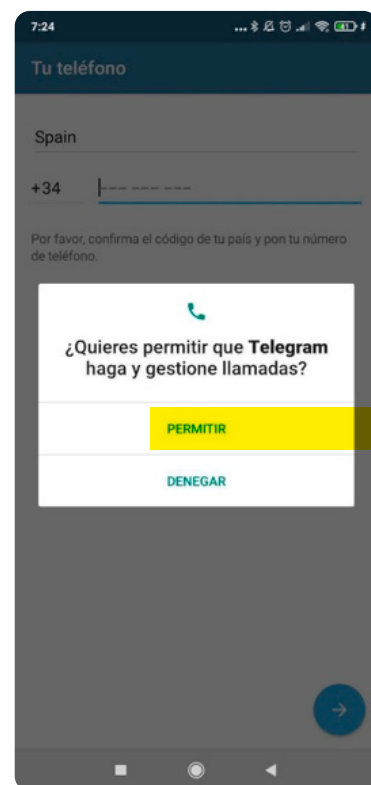 7:24
Tu teléfono
Spain
+34 --- --- ---
Por favor, confirma el código de tu país y pon tu número
de teléfono.
¿Quieres permitir que Telegram
haga y gestione llamadas?
PERMITIR
DENEGAR